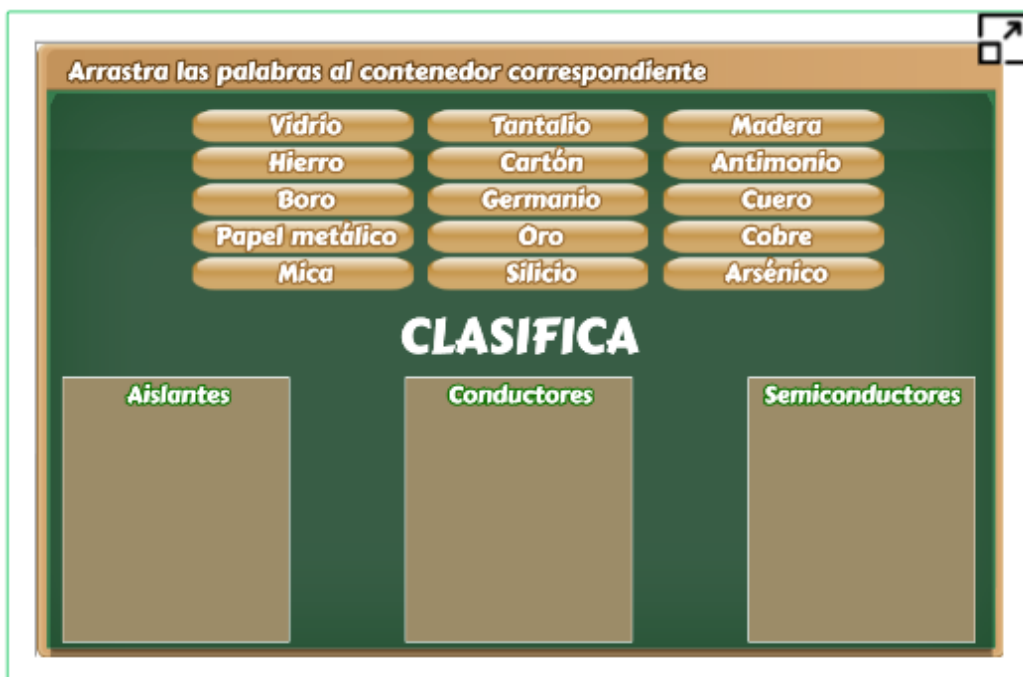 Arrastra las palabras al contenedor correspondiente
Vidrio Tantalio Madera
Hierro Cartón Antimonio
Boro Germanio Cuero
Papel metálico Oro Cobre
Mica Silicio Arsénico
CLASIFICA
Aislantes Conductores Semiconductores